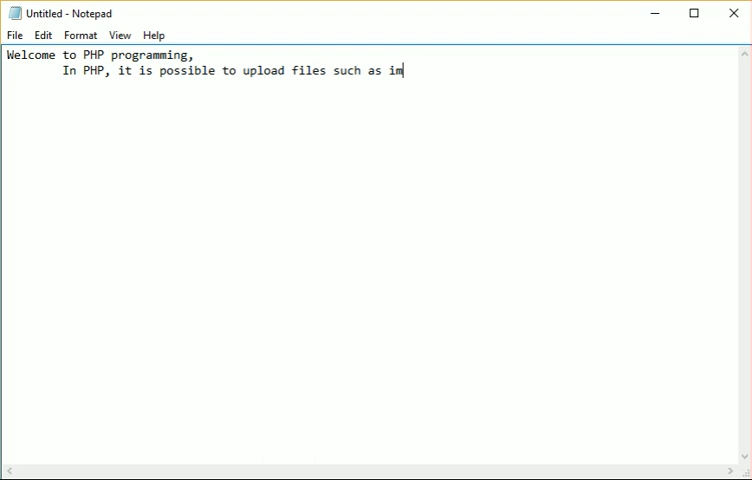 Untitled - Notepad
File Edit Format View Help
Welcome to PHP programming,
In PHP, it is possible to upload files such as im